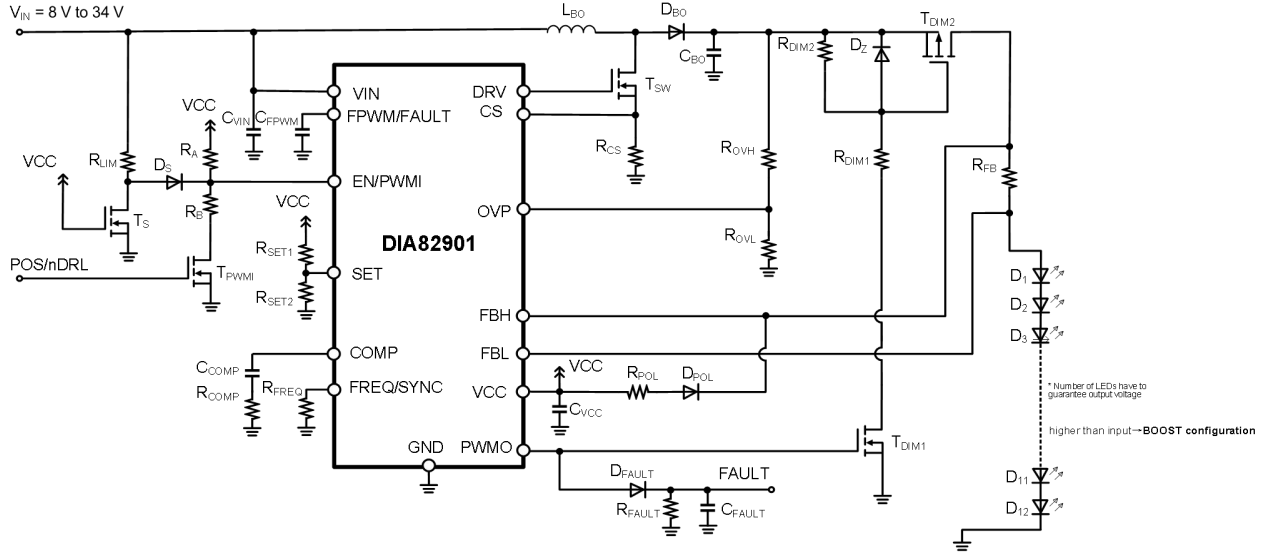 VIN = 8 V to 34 V
LBO
DBO
TDIM2
RDIM2
DZ
CBO
TSW
DRV
CS
VIN
FPWM/FAULT
CVIN
CFPWM
VCC
RA
RLIM
DS
VCC
EN/PWMI
RB
TS
RCS
ROVH
RDIM1
RFB
VCC
OVP
DIA82901
ROVL
RSET1
SET
RSET2
POS/nDRL
TPWMI
D1
D2
D3
FBH
FBL
COMP
CCOMP
RCOMP
RFREQ
FREQ/SYNC
VCC
VCC
RPOL
DPOL
CVCC
* Number of LEDs have to
guarantee output voltage
higher than input→BOOST configuration
GND
PWMO
TDIM1
DFAULT
FAULT
RFAULT
CFAULT
D11
D12